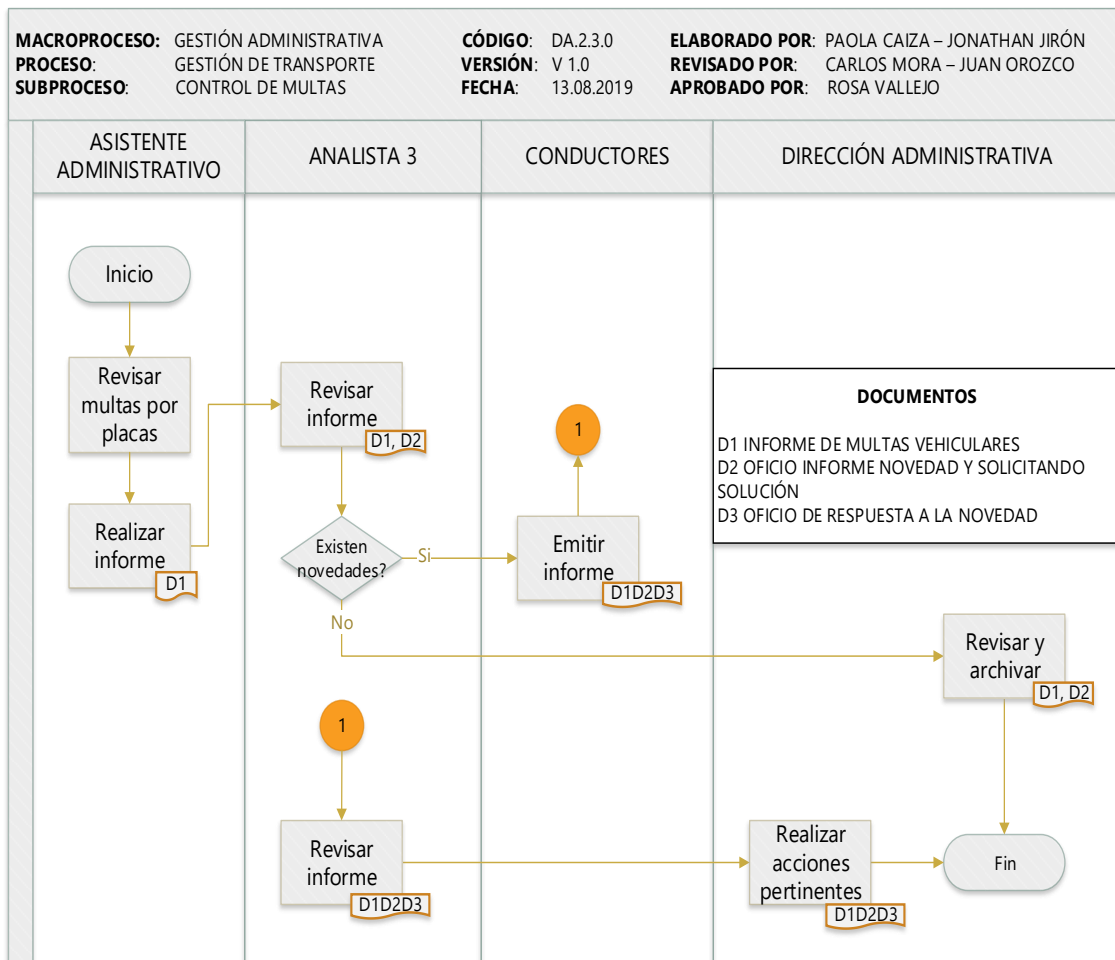 MACROPROCESO: GESTIÓN ADMINISTRATIVA CÓDIGO: DA.2.3.0 ELABORADO POR: PAOLA CAIZA – JONATHAN JIRÓN
PROCESO: GESTIÓN DE TRANSPORTE VERSIÓN: V 1.0 REVISADO POR: CARLOS MORA – JUAN OROZCO
SUBPROCESO: CONTROL DE MULTAS FECHA: 13.08.2019 APROBADO POR: ROSA VALLEJO
ASISTENTE
ADMINISTRATIVO
ANALISTA 3
CONDUCTORES
DIRECCIÓN ADMINISTRATIVA
Inicio
Revisar
multas por
placas
Realizar
informe
D1
Revisar
informe
D1, D2
Existen
novedades?
Si
No
1
Emitir
informe
D1D2D3
DOCUMENTOS
D1 INFORME DE MULTAS VEHICULARES
D2 OFICIO INFORME NOVEDAD Y SOLICITANDO
SOLUCIÓN
D3 OFICIO DE RESPUESTA A LA NOVEDAD
Revisar y
archivar
D1, D2
1
Revisar
informe
D1D2D3
Realizar
acciones
pertinentes
D1D2D3
Fin